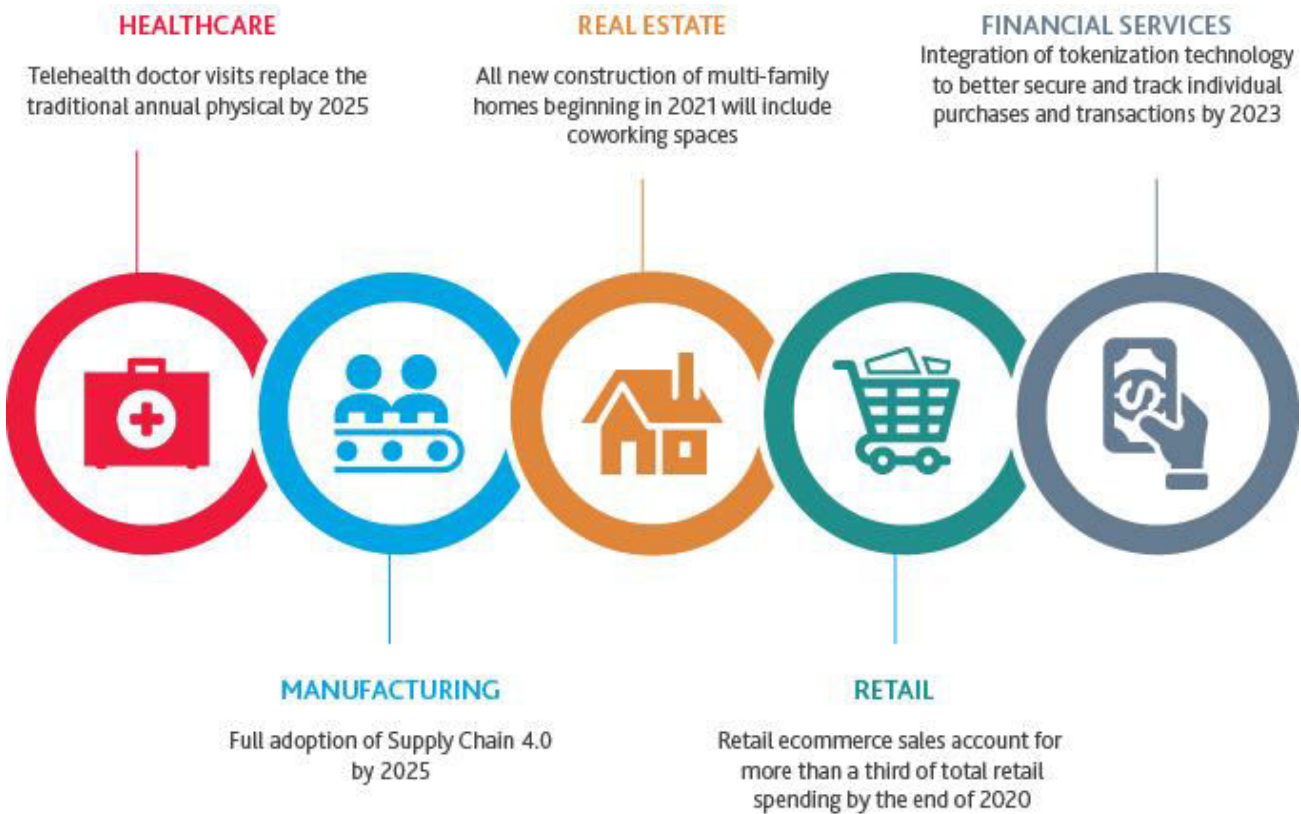 HEALTHCARE
Telehealth doctor visits replace the
traditional annual physical by 2025
REAL ESTATE
All new construction of multi-family
homes beginning in 2021 will include
coworking spaces
FINANCIAL SERVICES
Integration of tokenization technology
to better secure and track individual
purchases and transactions by 2023
$
MANUFACTURING
Full adoption of Supply Chain 4.0
by 2025
RETAIL
Retail ecommerce sales account for
more than a third of total retail
spending by the end of 2020